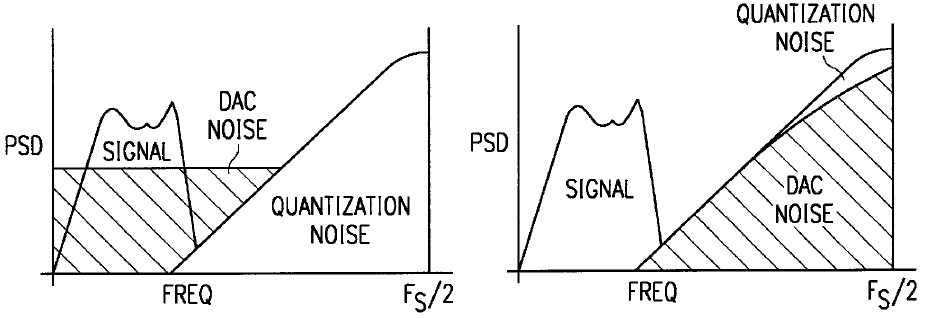 PSD
SIGNAL
DAC
NOISE
QUANTIZATION
NOISE
FREQ
FS/2
QUANTIZATION
NOISE
PSD
SIGNAL
DAC
NOISE
FREQ
FS/2